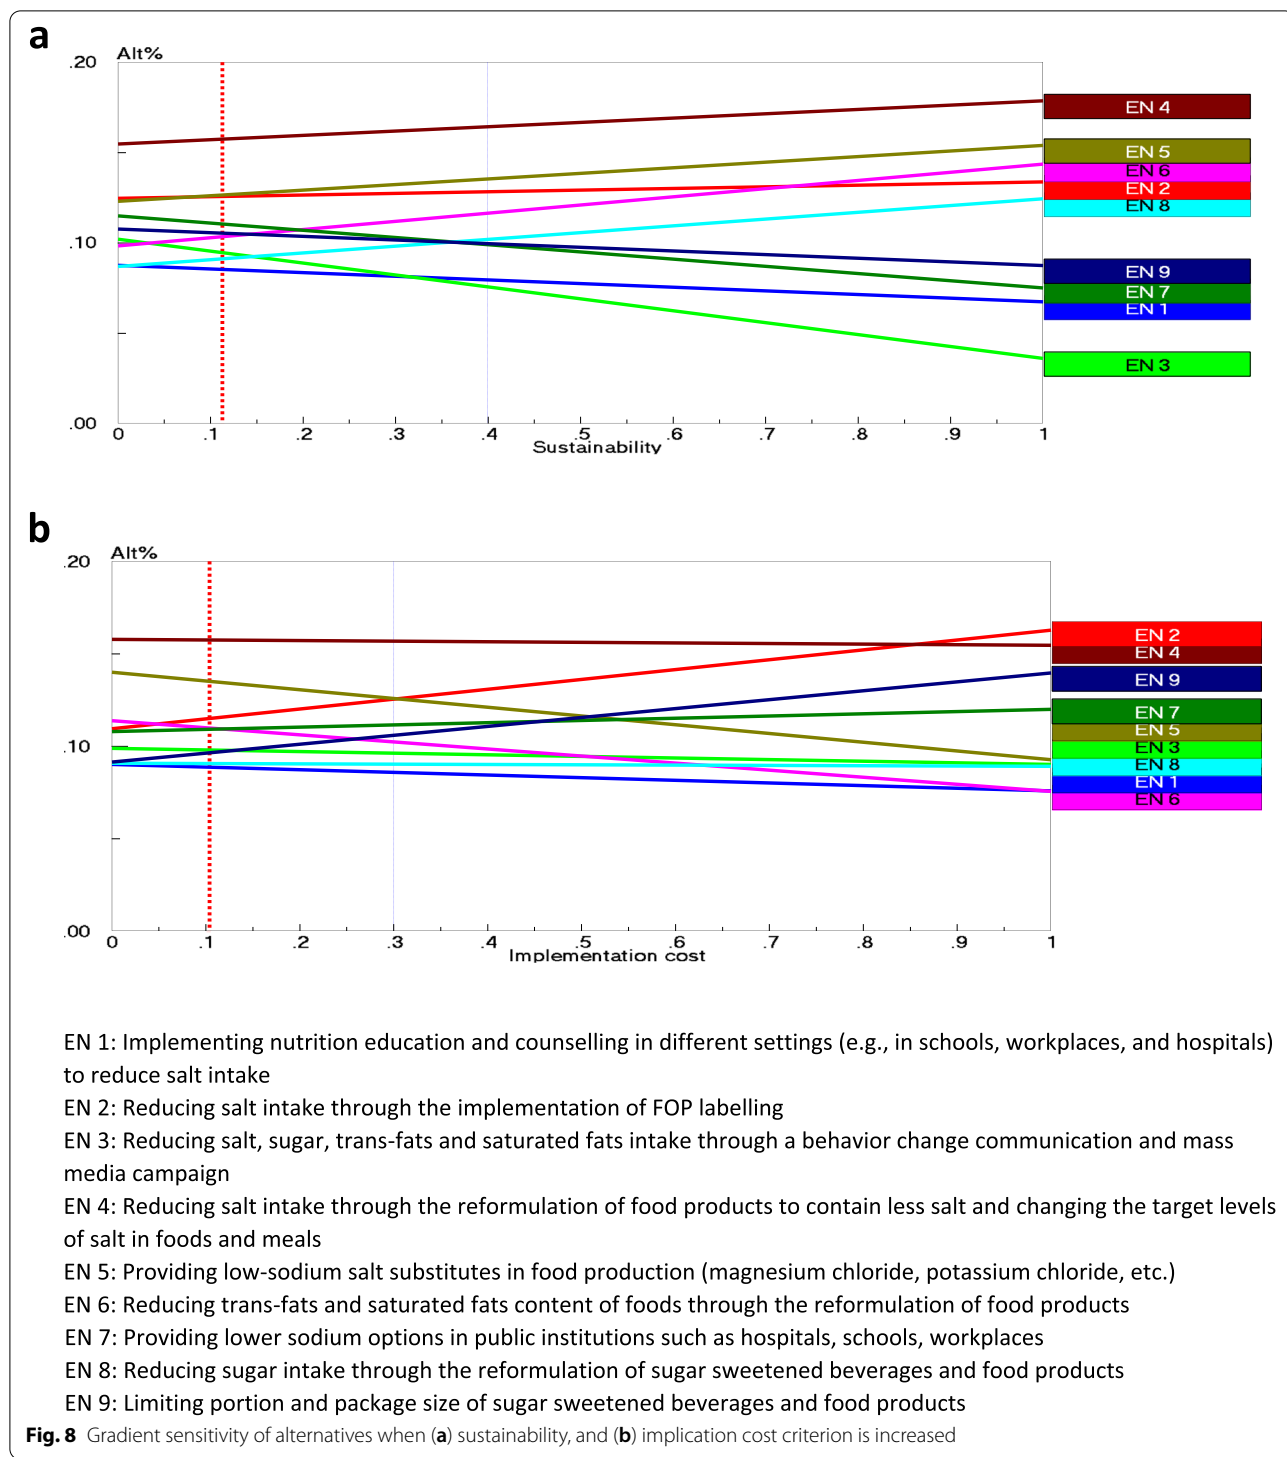 a
Alt%
.20
.10
.00
0 .1 .2 .3 .4 .5 .6 .7 .8 .9 1
Sustainability
EN 4
EN 5
EN 6
EN 2
EN 8
EN 9
EN 7
EN 1
EN 3
b
Alt%
.20
.10
.00
0 .1 .2 .3 .4 .5 .6 .7 .8 .9 1
Implementation cost
EN 2
EN 4
EN 9
EN 7
EN 5
EN 3
EN 8
EN 1
EN 6
EN 1: Implementing nutrition education and counselling in different settings (e.g., in schools, workplaces, and hospitals)
to reduce salt intake
EN 2: Reducing salt intake through the implementation of FOP labelling
EN 3: Reducing salt, sugar, trans-fats and saturated fats intake through a behavior change communication and mass
media campaign
EN 4: Reducing salt intake through the reformulation of food products to contain less salt and changing the target levels
of salt in foods and meals
EN 5: Providing low-sodium salt substitutes in food production (magnesium chloride, potassium chloride, etc.)
EN 6: Reducing trans-fats and saturated fats content of foods through the reformulation of food products
EN 7: Providing lower sodium options in public institutions such as hospitals, schools, workplaces
EN 8: Reducing sugar intake through the reformulation of sugar sweetened beverages and food products
EN 9: Limiting portion and package size of sugar sweetened beverages and food products
Fig. 8 Gradient sensitivity of alternatives when (a) sustainability, and (b) implication cost criterion is increased